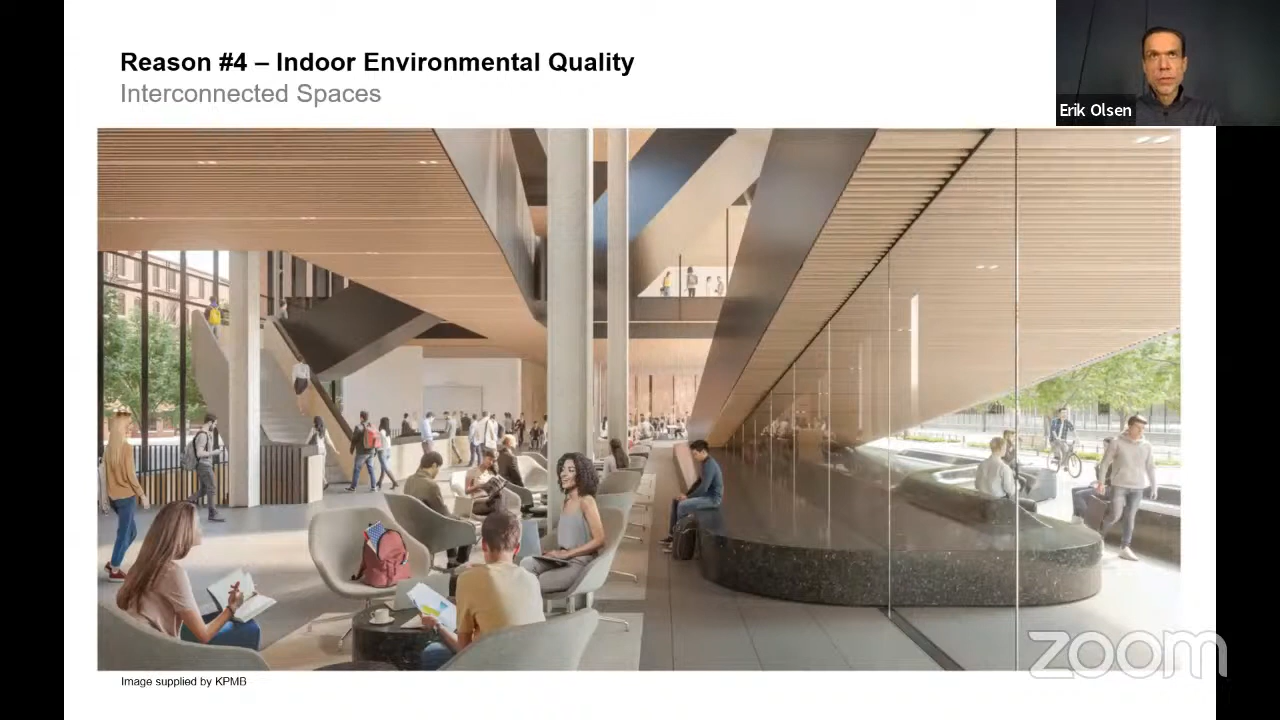 Reason #4 – Indoor Environmental Quality
Interconnected Spaces
Erik Olsen
Image supplied by KPMB
zoom